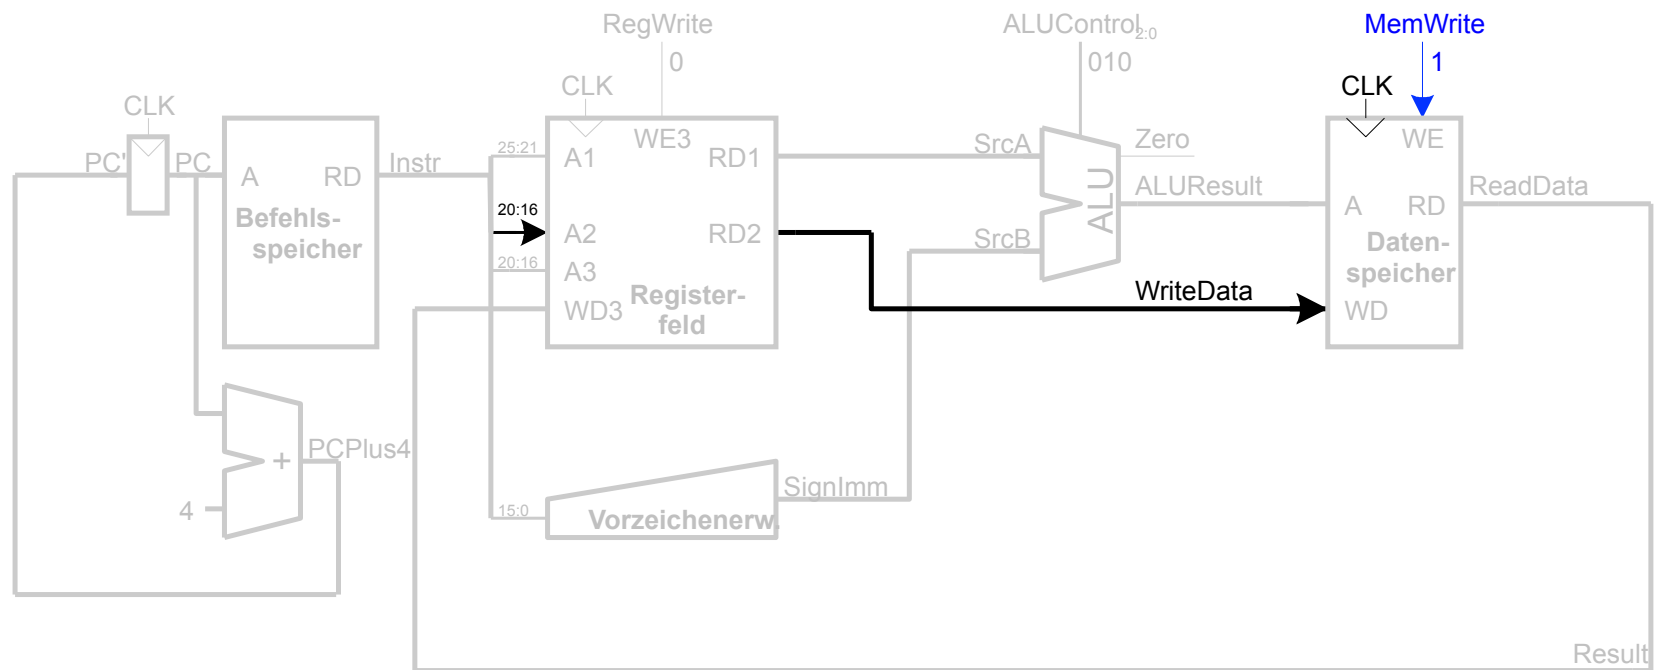 RegWrite
0
ALUControl2:0
010
MemWrite
1
CLK
CLK
CLK
PC'
PC
A
RD
Instr
Befehls-
speicher
25:21
A1
WE3
RD1
20:16
A2
RD2
20:16
A3
WD3
Register-
feld
SrcA
SrcB
ALU
Zero
ALUResult
WriteData
WE
A
RD
ReadData
Daten-
speicher
WD
+
PCPlus4
4
15:0
Vorzeichenerw.
SignImm
Result